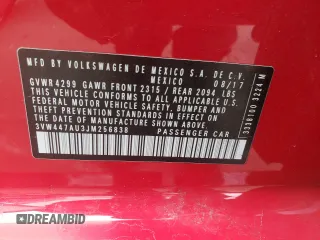 MFD BY VOLKSWAGEN DE MEXICO S.A. DE C.V.
MEXICO 08/17
GVWR 4299 GAWR FRONT 2315 / REAR 2094 LBS
THIS VEHICLE CONFORMS TO ALL APPLICABLE
FEDERAL MOTOR VEHICLE SAFETY, BUMPER, AND
THEFT PREVENTION STANDARDS IN EFFECT ON
THE DATE OF MANUFACTURE SHOWN ABOVE
3VW447AU3JM256838 PASSENGER CAR
DREAMBID